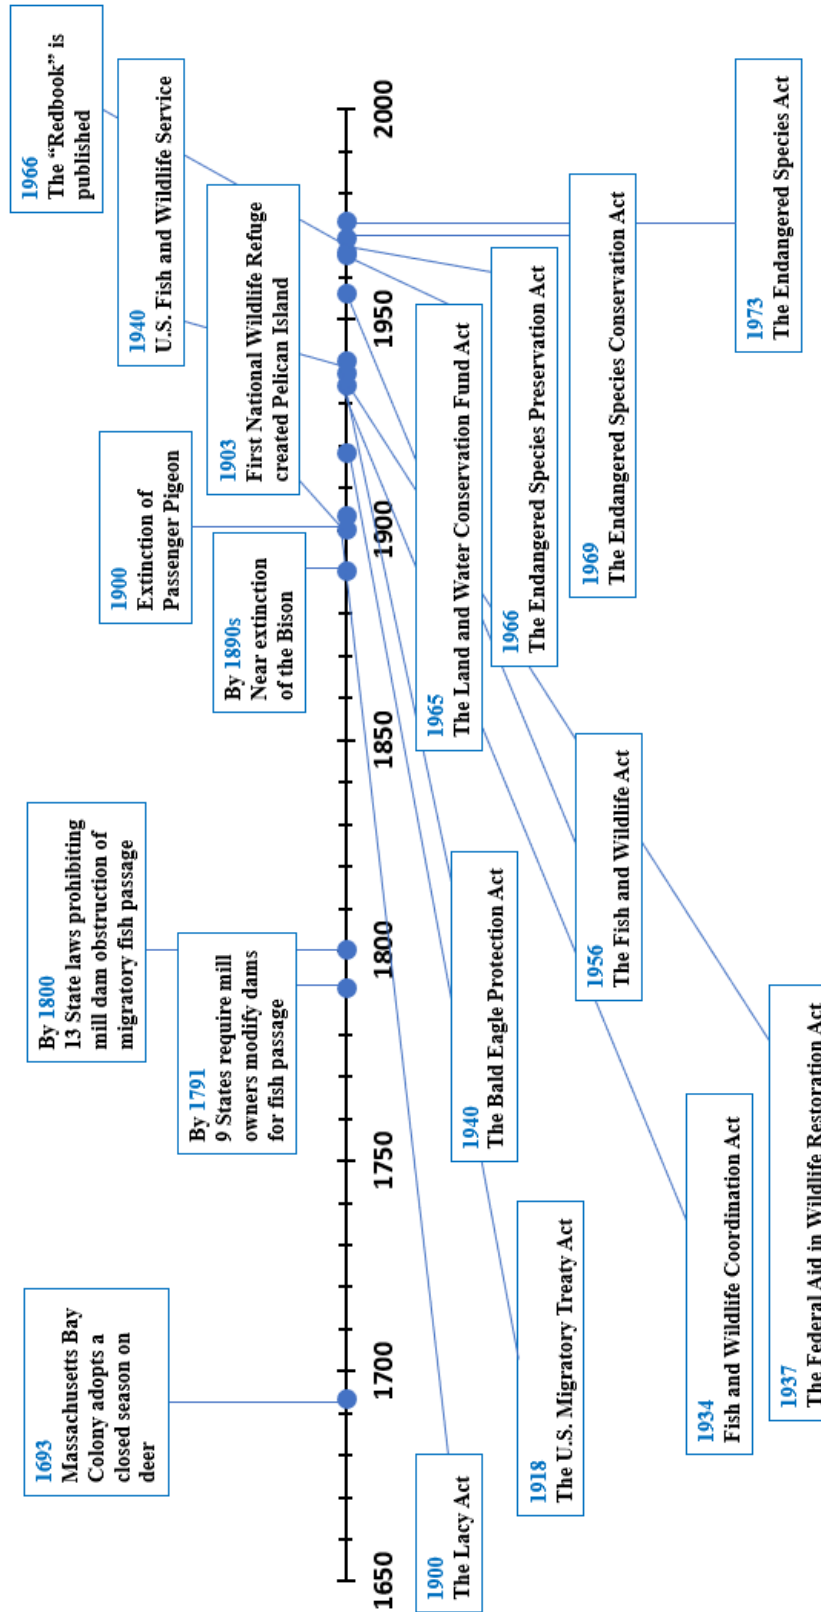 1693
Massachusetts Bay
Colony adopts a
closed season on
deer
By 1800
13 State laws prohibiting
mill dam obstruction of
migratory fish passage
By 1791
9 States require mill
owners modify dams
for fish passage
1900
Extinction of
Passenger Pigeon
By 1890s
Near extinction
of the Bison
1966
The “Redbook” is
published
1940
U.S. Fish and Wildlife Service
1903
First National Wildlife Refuge
created Pelican Island
1650
1700
1750
1800
1850
1900
1950
2000
1900
The Lacy Act
1918
The U.S. Migratory Treaty Act
1940
The Bald Eagle Protection Act
1965
The Land and Water Conservation Fund Act
1966
The Endangered Species Preservation Act
1969
The Endangered Species Conservation Act
1956
The Fish and Wildlife Act
1934
Fish and Wildlife Coordination Act
1937
The Federal Aid in Wildlife Restoration Act
1973
The Endangered Species Act